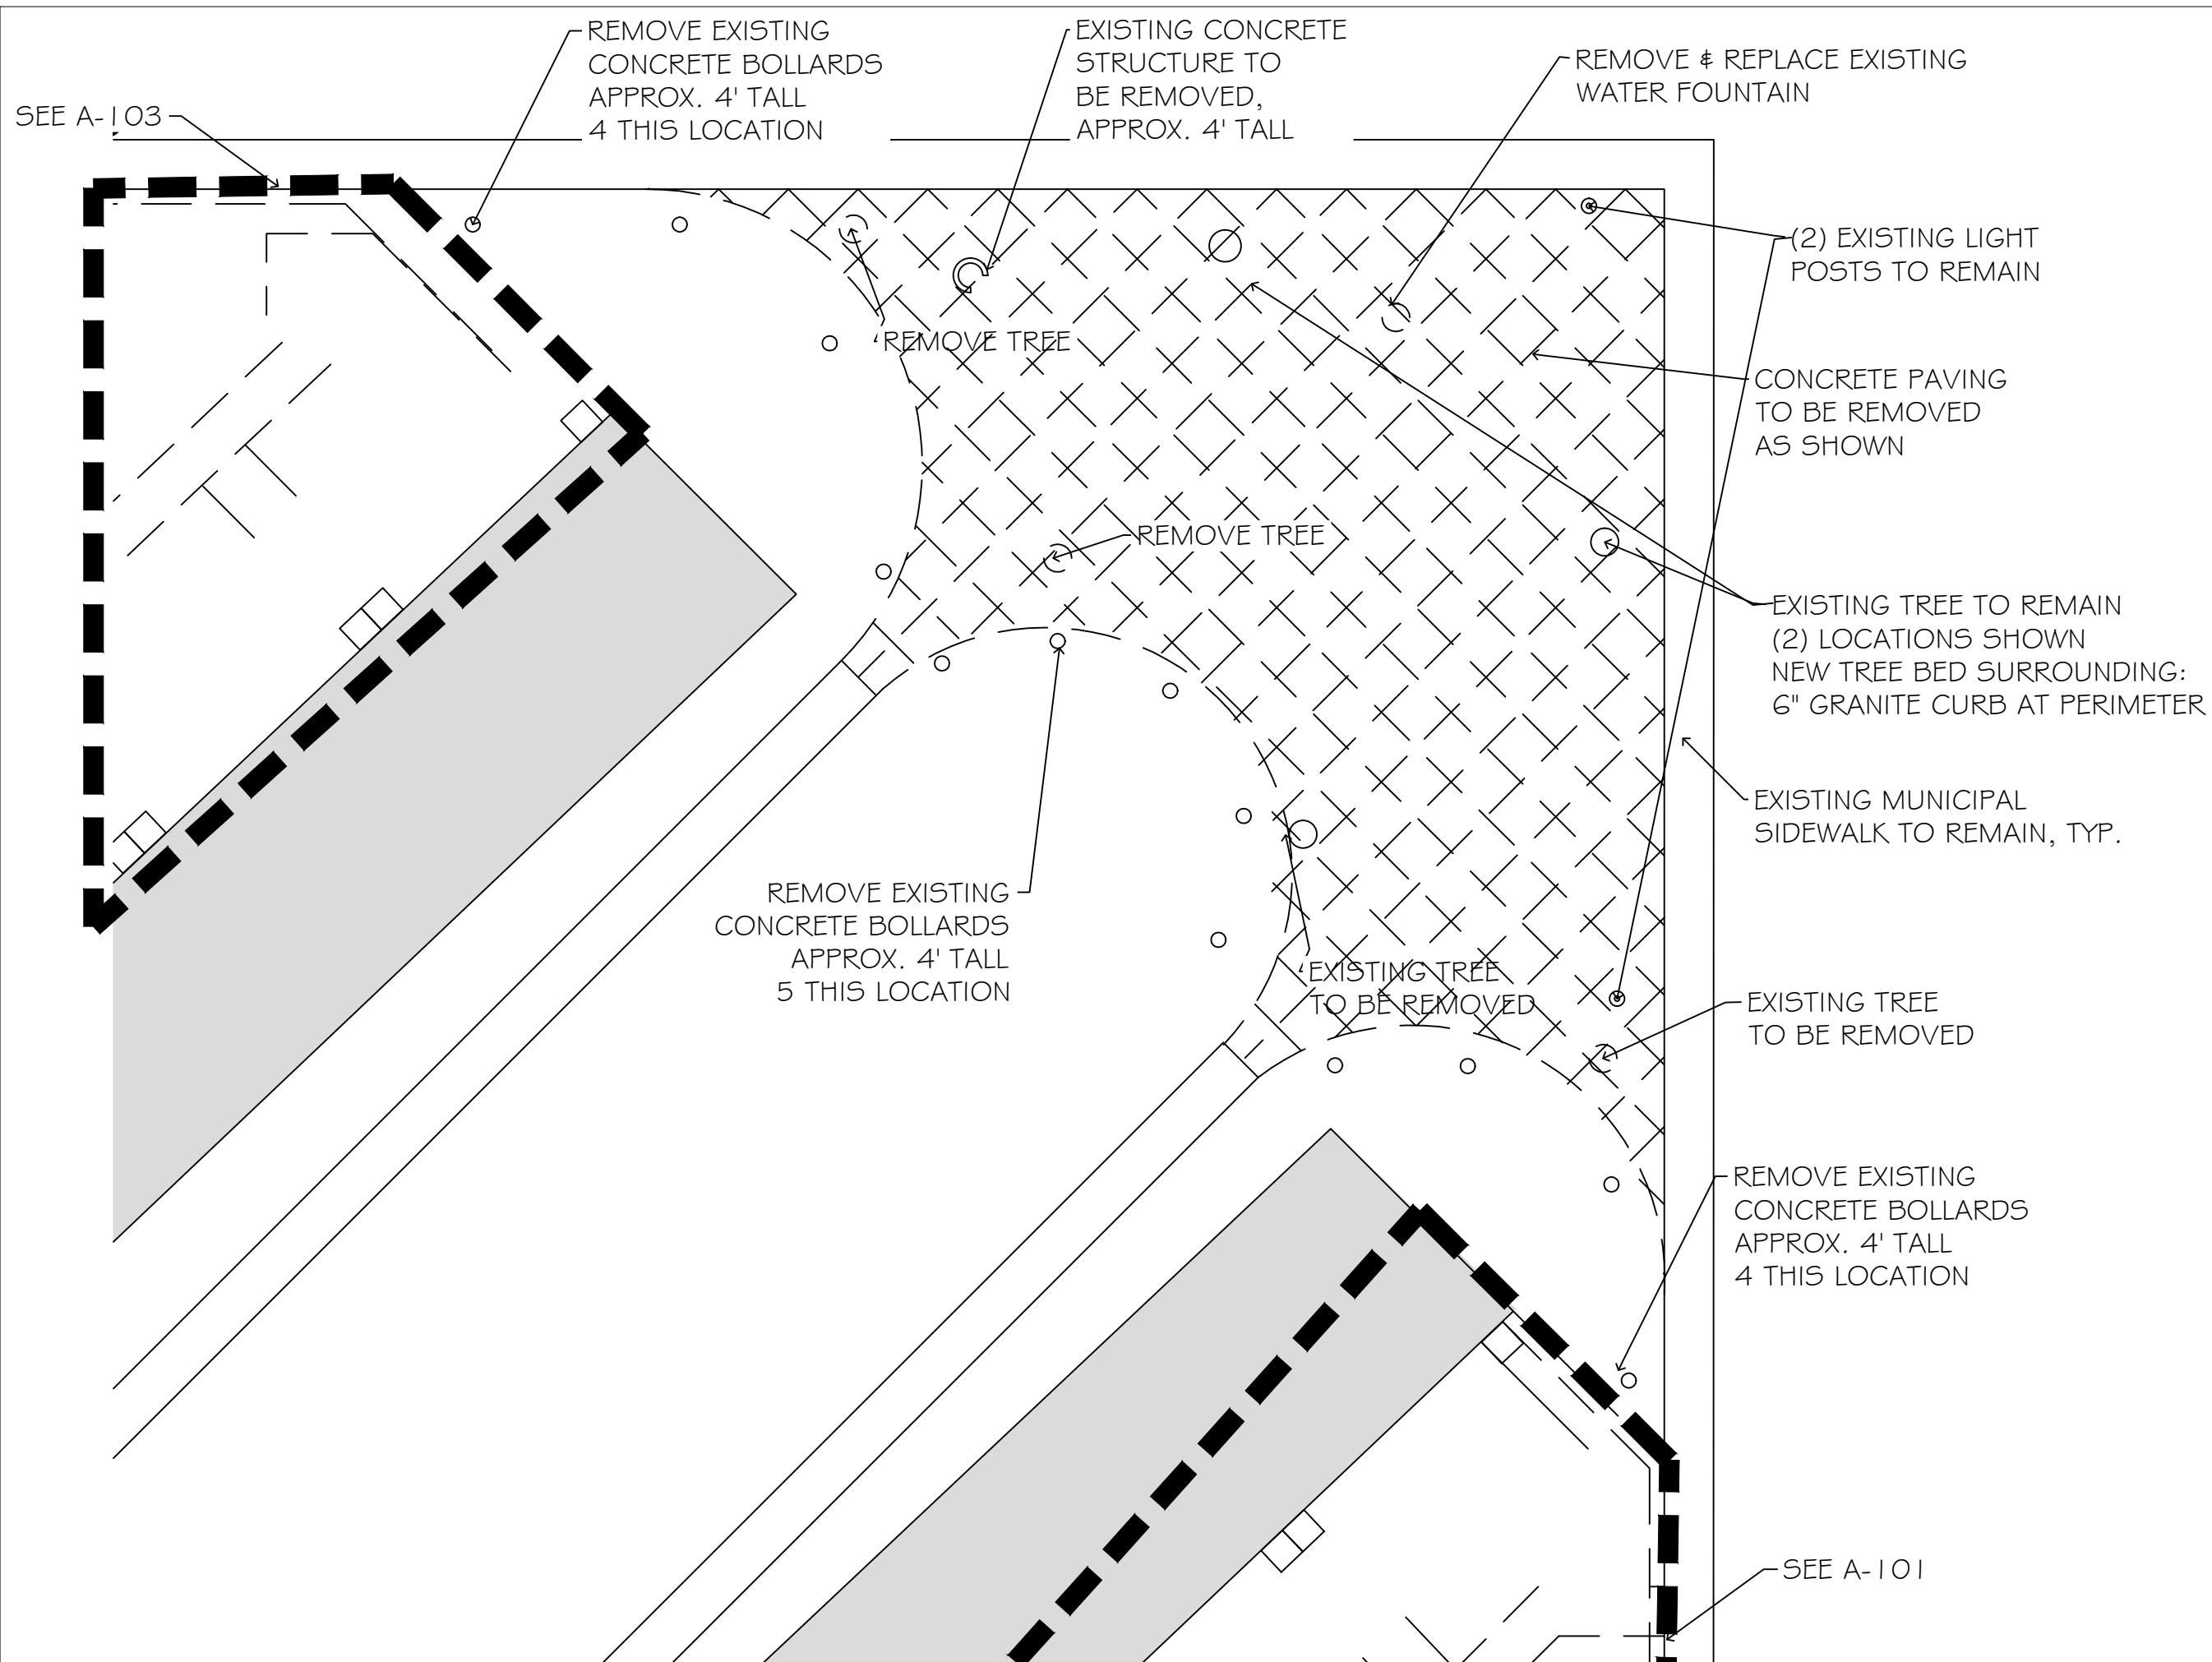 REMOVE EXISTING
CONCRETE BOLLARDS
APPROX. 4' TALL
4 THIS LOCATION
EXISTING CONCRETE
STRUCTURE TO
BE REMOVED,
APPROX. 4' TALL
REMOVE & REPLACE EXISTING
WATER FOUNTAIN
SEE A-103
(2) EXISTING LIGHT
POSTS TO REMAIN
REMOVE TREE
CONCRETE PAVING
TO BE REMOVED
AS SHOWN
REMOVE TREE
EXISTING TREE TO REMAIN
(2) LOCATIONS SHOWN
NEW TREE BED SURROUNDING:
6" GRANITE CURB AT PERIMETER
EXISTING MUNICIPAL
SIDEWALK TO REMAIN, TYP.
REMOVE EXISTING
CONCRETE BOLLARDS
APPROX. 4' TALL
5 THIS LOCATION
EXISTING TREE
TO BE REMOVED
EXISTING TREE
TO BE REMOVED
REMOVE EXISTING
CONCRETE BOLLARDS
APPROX. 4' TALL
4 THIS LOCATION
SEE A-101